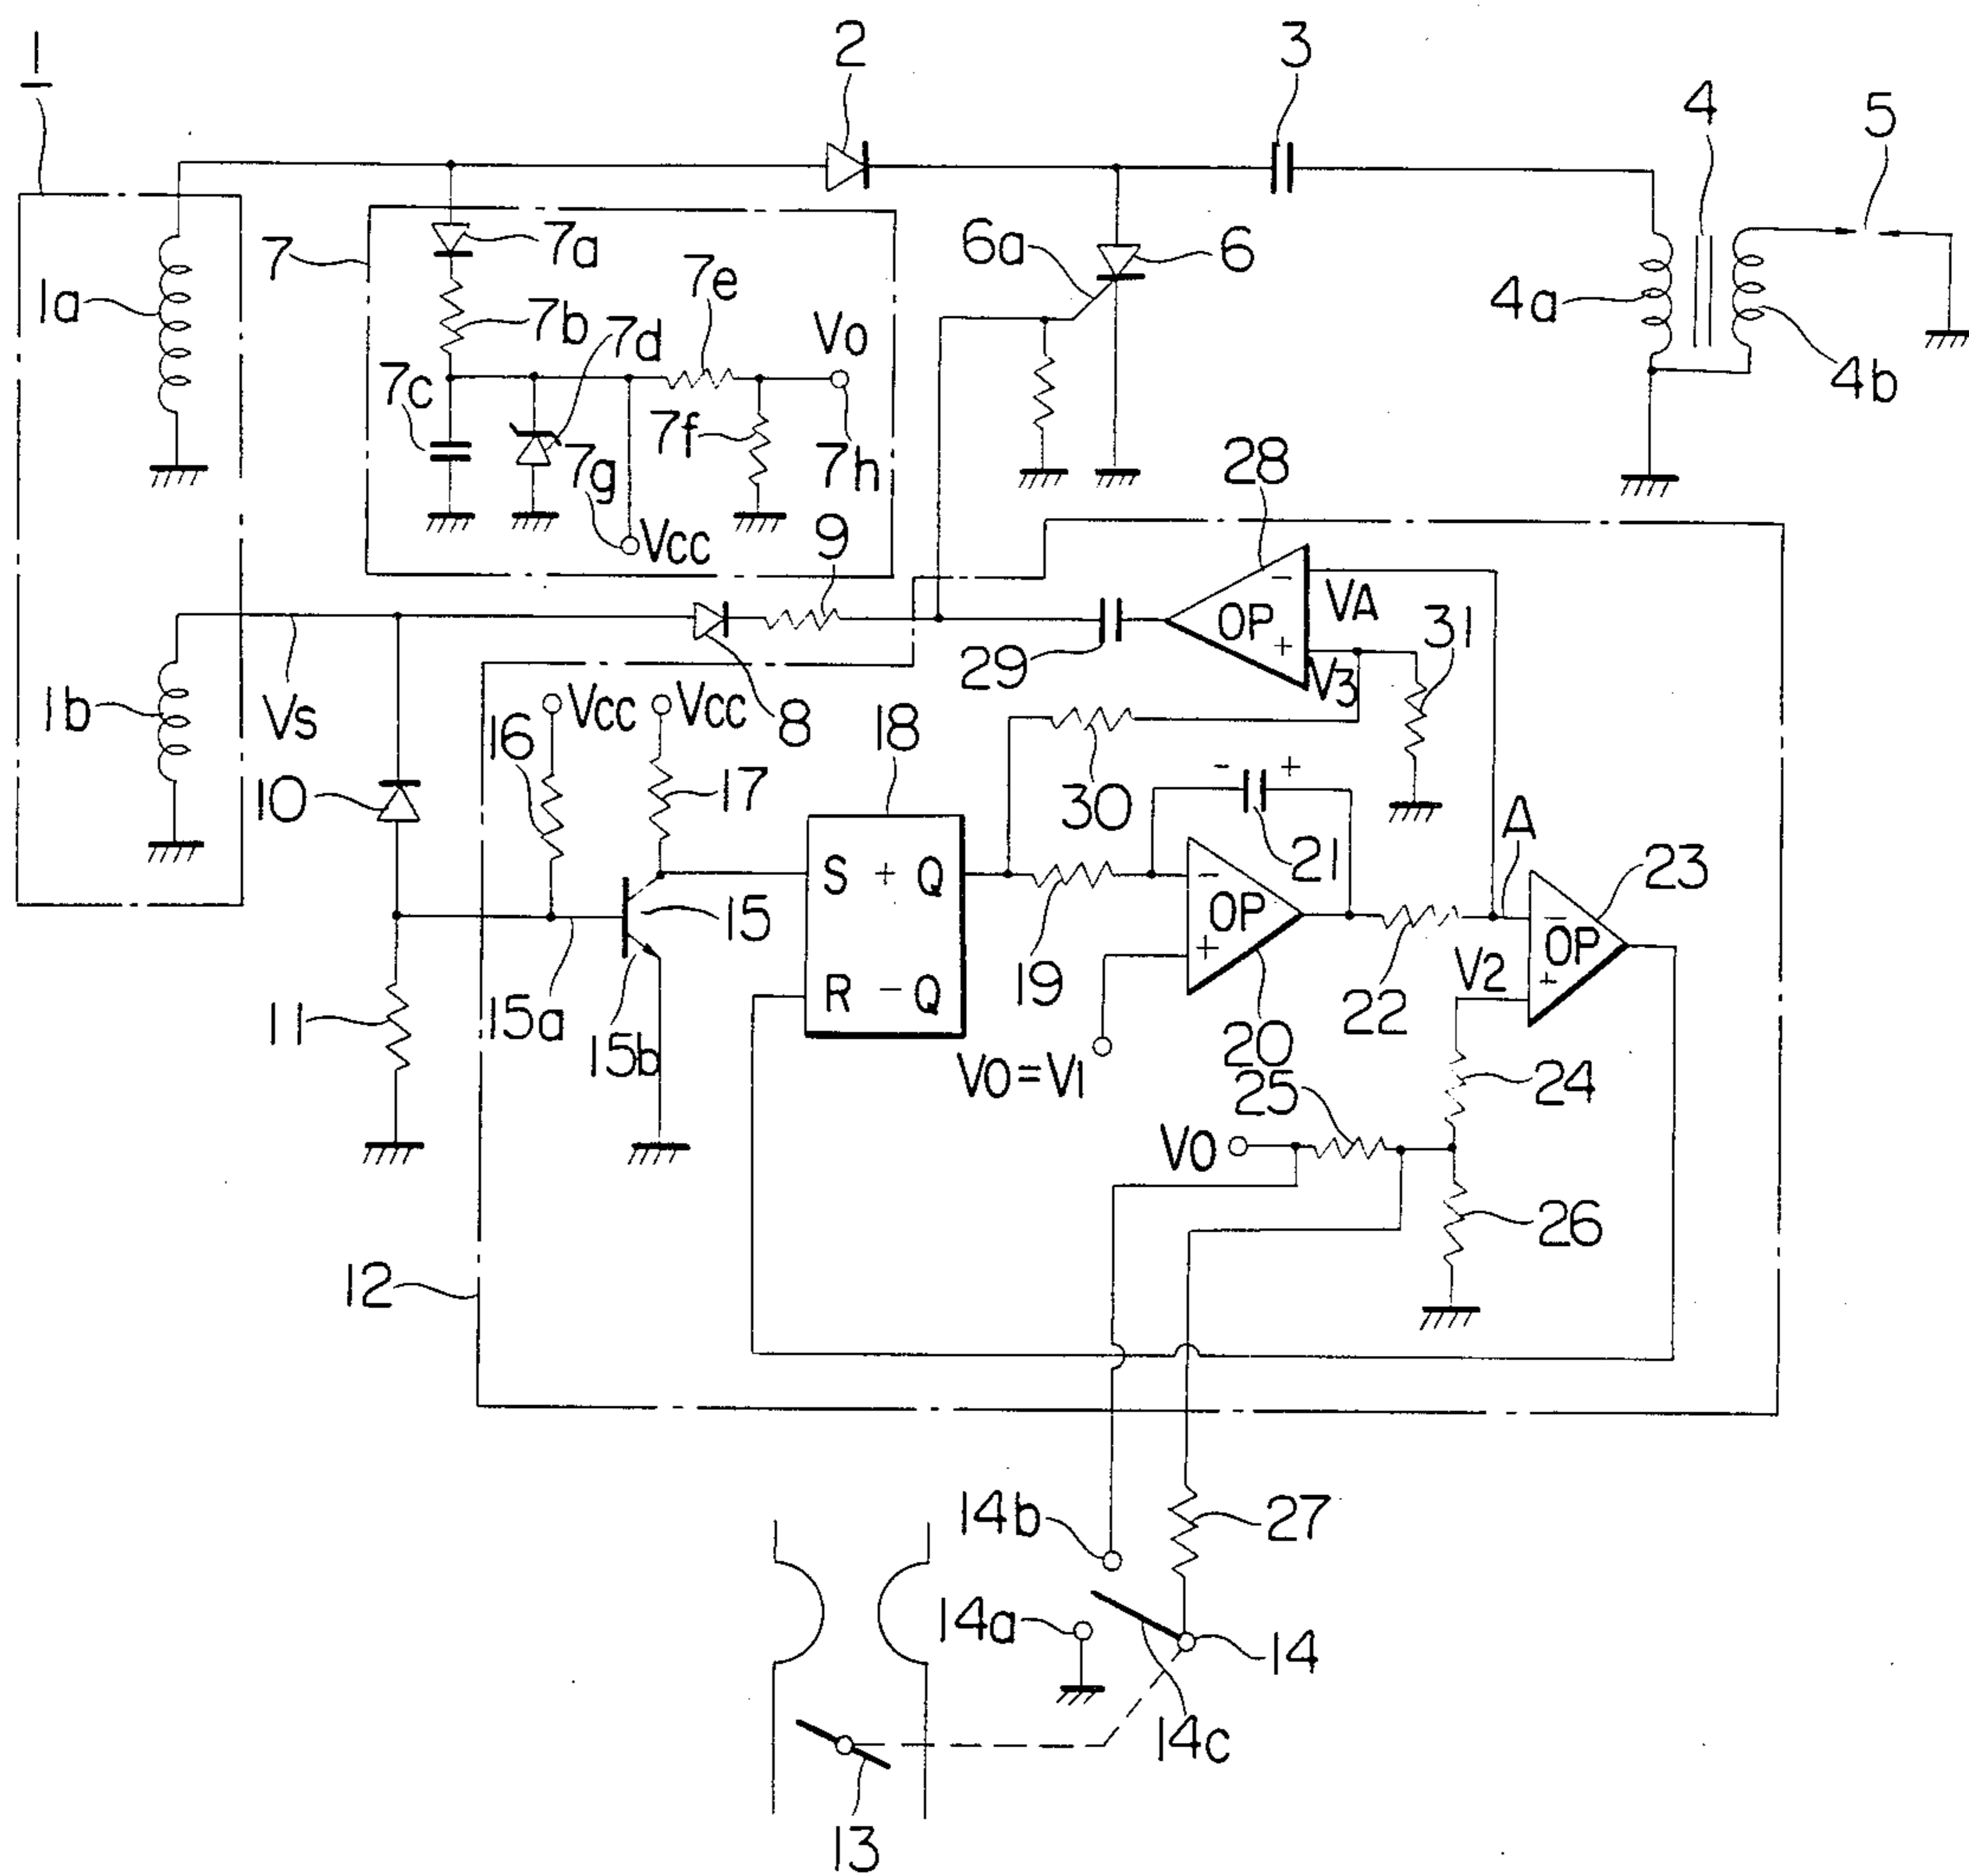 1
2
3
4
5
7
7a
6a
6
1a
7b
7d
7e
Vo
4a
4b
7c
7f
7h
7g
28
Vcc
9
OP
-
+
VA
V3
31
29
1b
Vs
8
16
Vcc
Vcc
18
10
17
30
- +
21
A
23
S + Q
15
-
OP
+
-
OP
+
V2
R - Q
19
22
11
15a
15b
20
V0=V1
25
24
V0
26
12
14b
27
14a
14
14c
13